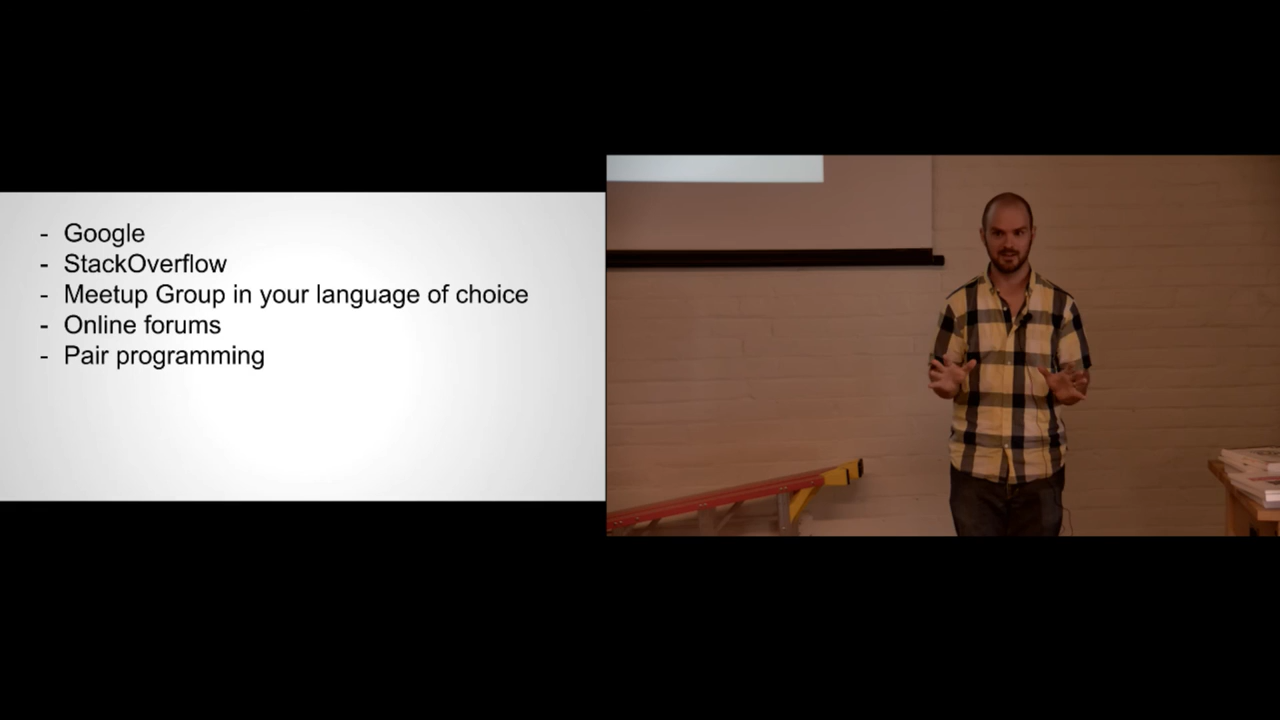 - Google
- StackOverflow
- Meetup Group in your language of choice
- Online forums
- Pair programming